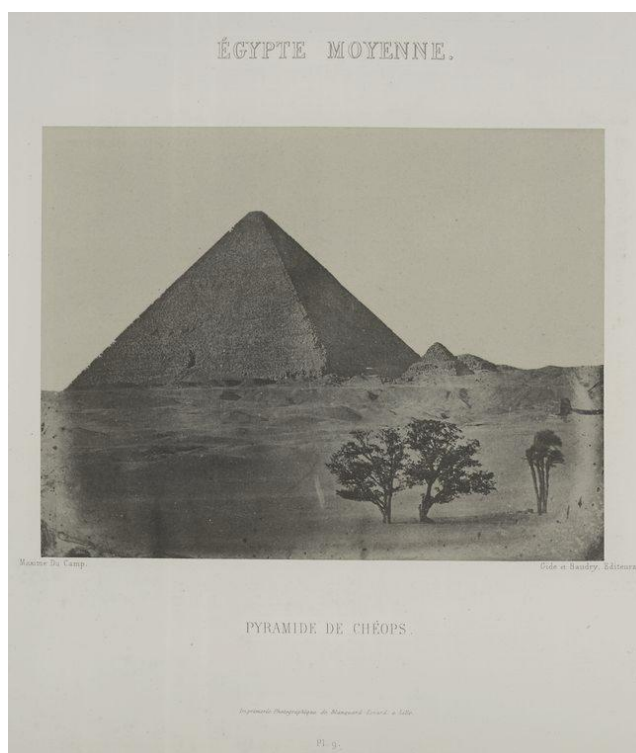 ÉGYPTE MOYENNE.
Maxime Du Camp.
Gide et Baudry, Editeurs
PYRAMIDE DE CHÉOPS.
Imprimerie Photographique de Blanquart-Evrard à Lille.
Pl. 9.